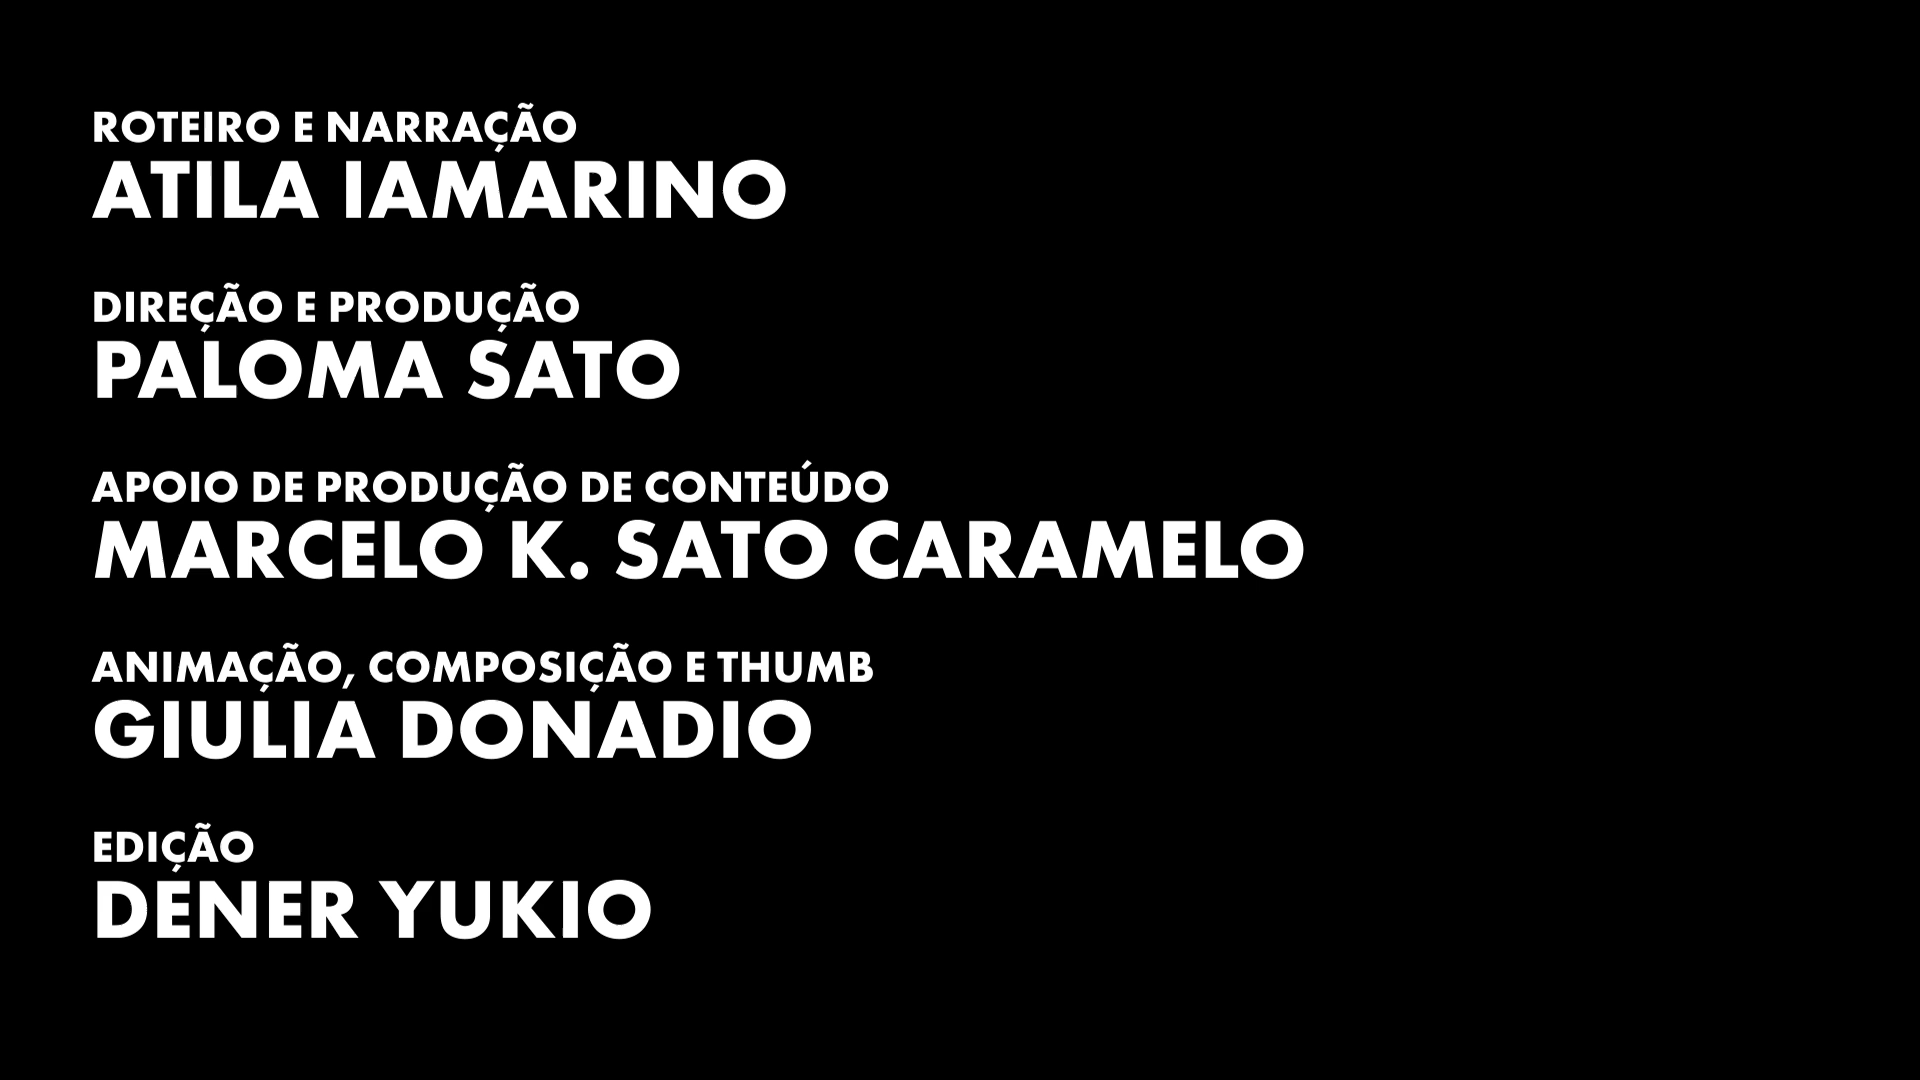 ROTEIRO E NARRAÇÃO
ATILA IAMARINO
DIREÇÃO E PRODUÇÃO
PALOMA SATO
APOIO DE PRODUÇÃO DE CONTEÚDO
MARCELO K. SATO CARAMELO
ANIMAÇÃO, COMPOSIÇÃO E THUMB
GIULIA DONADIO
EDIÇÃO
DENER YUKIO